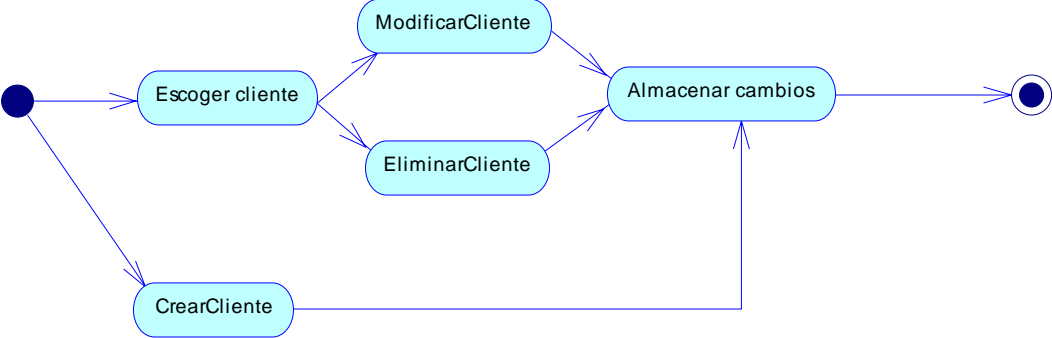 ModificarCliente
Escoger cliente
Almacenar cambios
EliminarCliente
CrearCliente